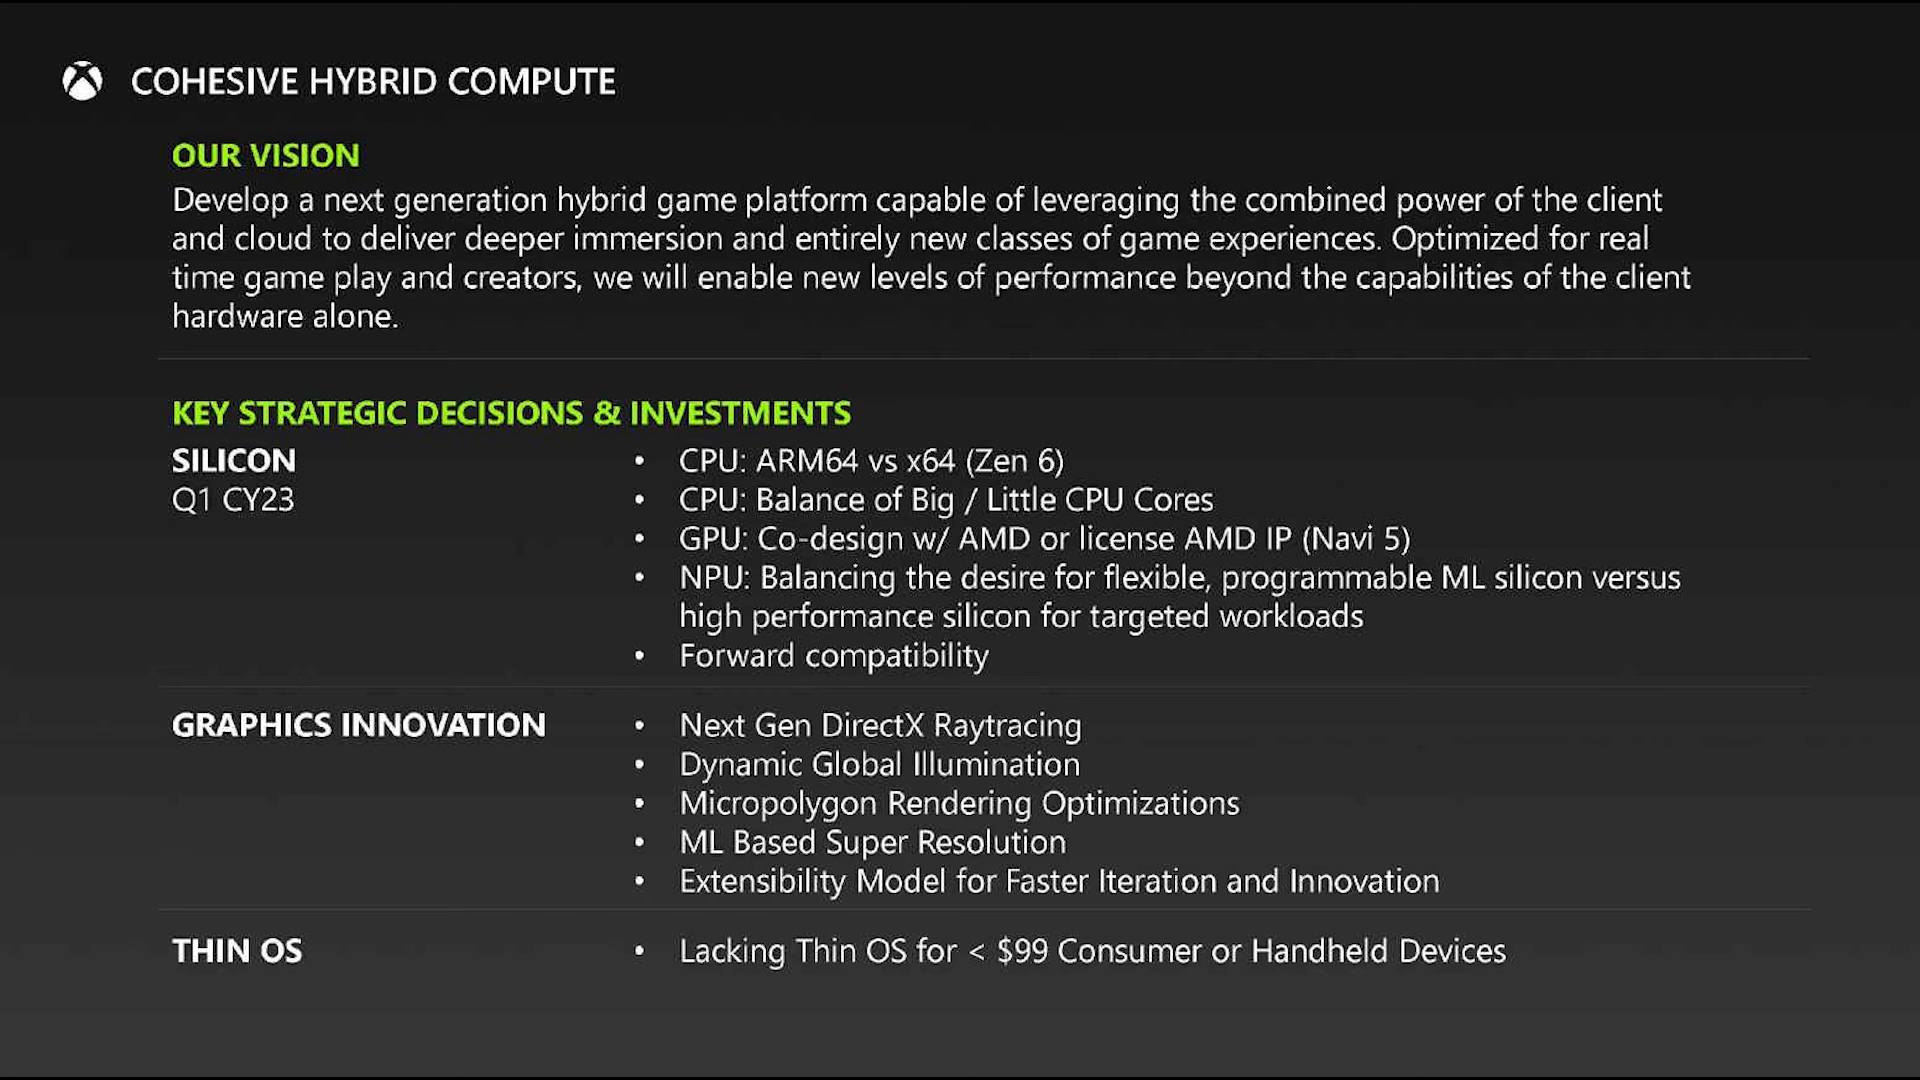 COHESIVE HYBRID COMPUTE
OUR VISION
Develop a next generation hybrid game platform capable of leveraging the combined power of the client
and cloud to deliver deeper immersion and entirely new classes of game experiences. Optimized for real
time game play and creators, we will enable new levels of performance beyond the capabilities of the client
hardware alone.
KEY STRATEGIC DECISIONS & INVESTMENTS
SILICON
Q1 CY23
• CPU: ARM64 vs x64 (Zen 6)
• CPU: Balance of Big / Little CPU Cores
• GPU: Co-design w/ AMD or license AMD IP (Navi 5)
• NPU: Balancing the desire for flexible, programmable ML silicon versus
high performance silicon for targeted workloads
• Forward compatibility
GRAPHICS INNOVATION
• Next Gen DirectX Raytracing
• Dynamic Global Illumination
• Micropolygon Rendering Optimizations
• ML Based Super Resolution
• Extensibility Model for Faster Iteration and Innovation
THIN OS
• Lacking Thin OS for < $99 Consumer or Handheld Devices